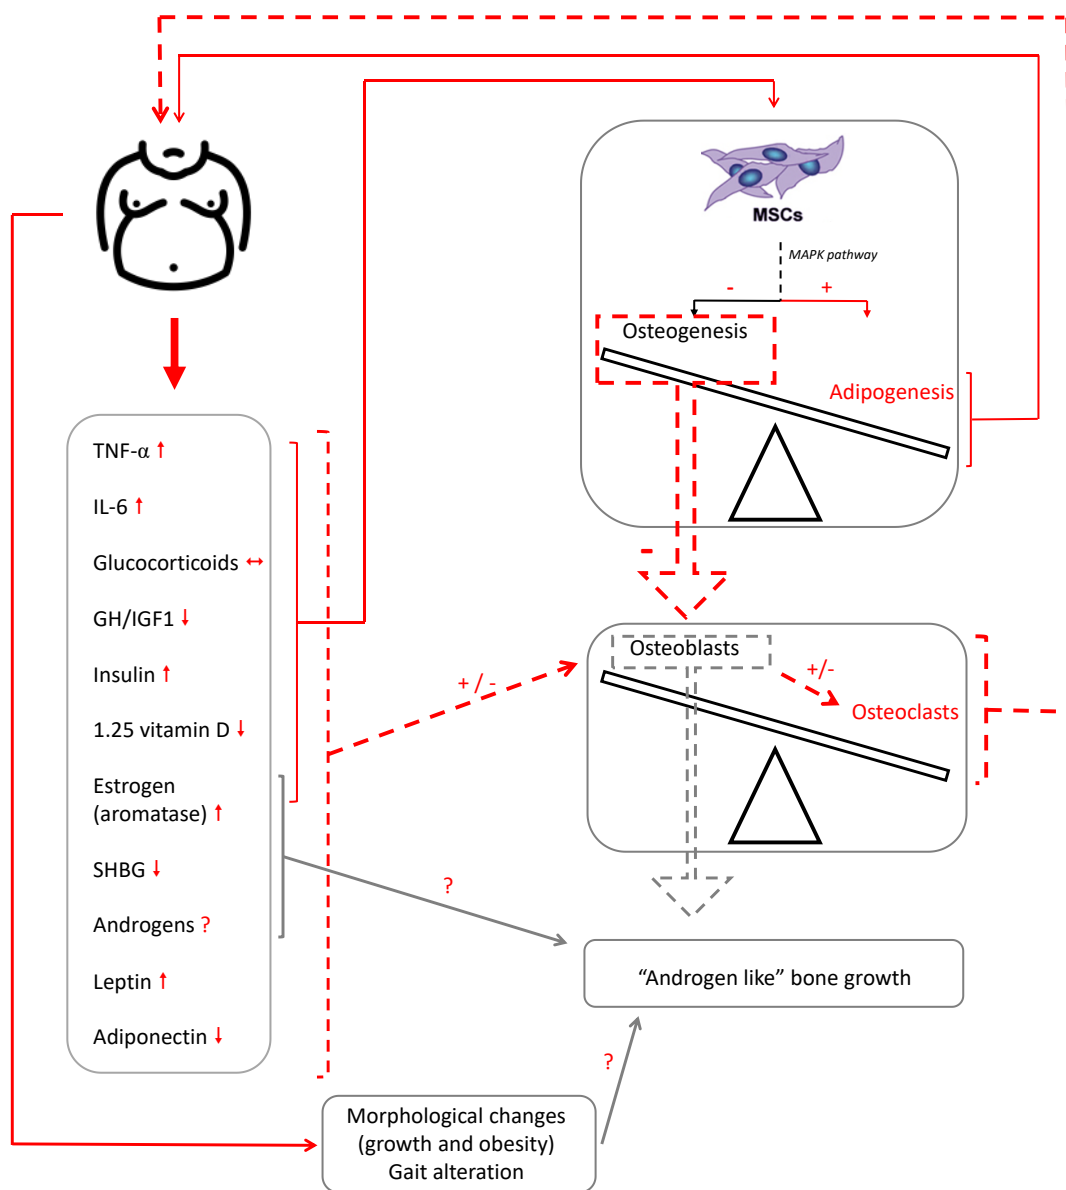 MSCs
MAPK pathway
-
+
Osteogenesis
Adipogenesis
TNF-α ↑
IL-6 ↑
Glucocorticoids ↔
GH/IGF1 ↓
Insulin ↑
1.25 vitamin D ↓
Estrogen
(aromatase) ↑
SHBG ↓
Androgens ?
Leptin ↑
Adiponectin ↓
-
+ / -
Osteoblasts
+/-
Osteoclasts
?
“Androgen like” bone growth
?
Morphological changes
(growth and obesity)
Gait alteration